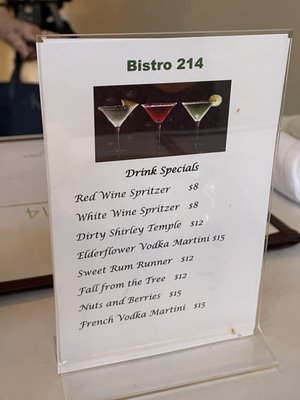 Bistro 214
Drink Specials
Red Wine Spritzer $8
White Wine Spritzer $8
Dirty Shirley Temple $12
Elderflower Vodka Martini $15
Sweet Rum Runner $12
Fall from the Tree $12
Nuts and Berries $15
French Vodka Martini $15
214